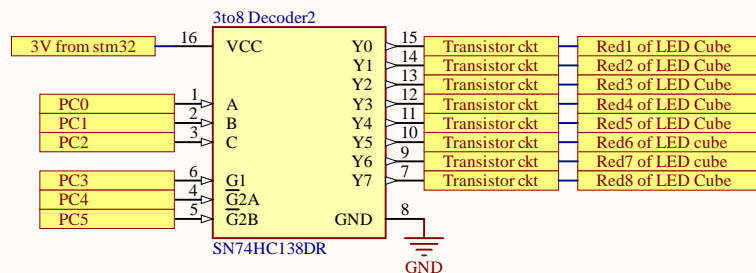 3to8 Decoder2
3V from stm32 16 VCC Y0 15 Transistor ckt Red1 of LED Cube
Y1 14 Transistor ckt Red2 of LED Cube
Y2 13 Transistor ckt Red3 of LED Cube
PC0 1 A Y3 12 Transistor ckt Red4 of LED Cube
PC1 2 B Y4 11 Transistor ckt Red5 of LED Cube
PC2 3 C Y5 10 Transistor ckt Red6 of LED cube
Y6 9 Transistor ckt Red7 of LED cube
PC3 6 G1 Y7 7 Transistor ckt Red8 of LED Cube
PC4 4 G2A
PC5 5 G2B GND 8
SN74HC138DR
GND